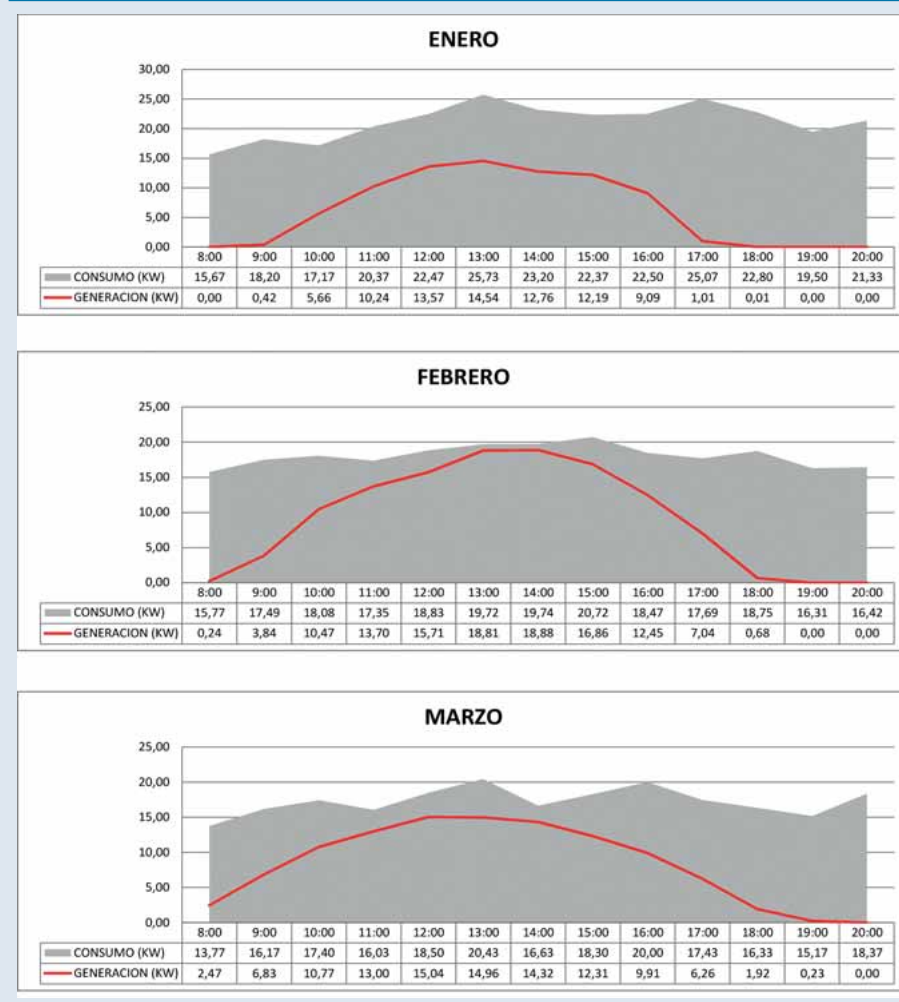 ENERO
30,00
25,00
20,00
15,00
10,00
5,00
0,00
8:00 9:00 10:00 11:00 12:00 13:00 14:00 15:00 16:00 17:00 18:00 19:00 20:00
CONSUMO (KW) 15,67 18,20 17,17 20,37 22,47 25,73 23,20 22,37 22,50 25,07 22,80 19,50 21,33
GENERACION (KW) 0,00 0,42 5,66 10,24 13,57 14,54 12,76 12,19 9,09 1,01 0,01 0,00 0,00
FEBRERO
25,00
20,00
15,00
10,00
5,00
0,00
8:00 9:00 10:00 11:00 12:00 13:00 14:00 15:00 16:00 17:00 18:00 19:00 20:00
CONSUMO (KW) 15,77 17,49 18,08 17,35 18,83 19,72 19,74 20,72 18,47 17,69 18,75 16,31 16,42
GENERACION (KW) 0,24 3,84 10,47 13,70 15,71 18,81 18,88 16,86 12,45 7,04 0,68 0,00 0,00
MARZO
25,00
20,00
15,00
10,00
5,00
0,00
8:00 9:00 10:00 11:00 12:00 13:00 14:00 15:00 16:00 17:00 18:00 19:00 20:00
CONSUMO (KW) 13,77 16,17 17,40 16,03 18,50 20,43 16,63 18,30 20,00 17,43 16,33 15,17 18,37
GENERACION (KW) 2,47 6,83 10,77 13,00 15,04 14,96 14,32 12,31 9,91 6,26 1,92 0,23 0,00